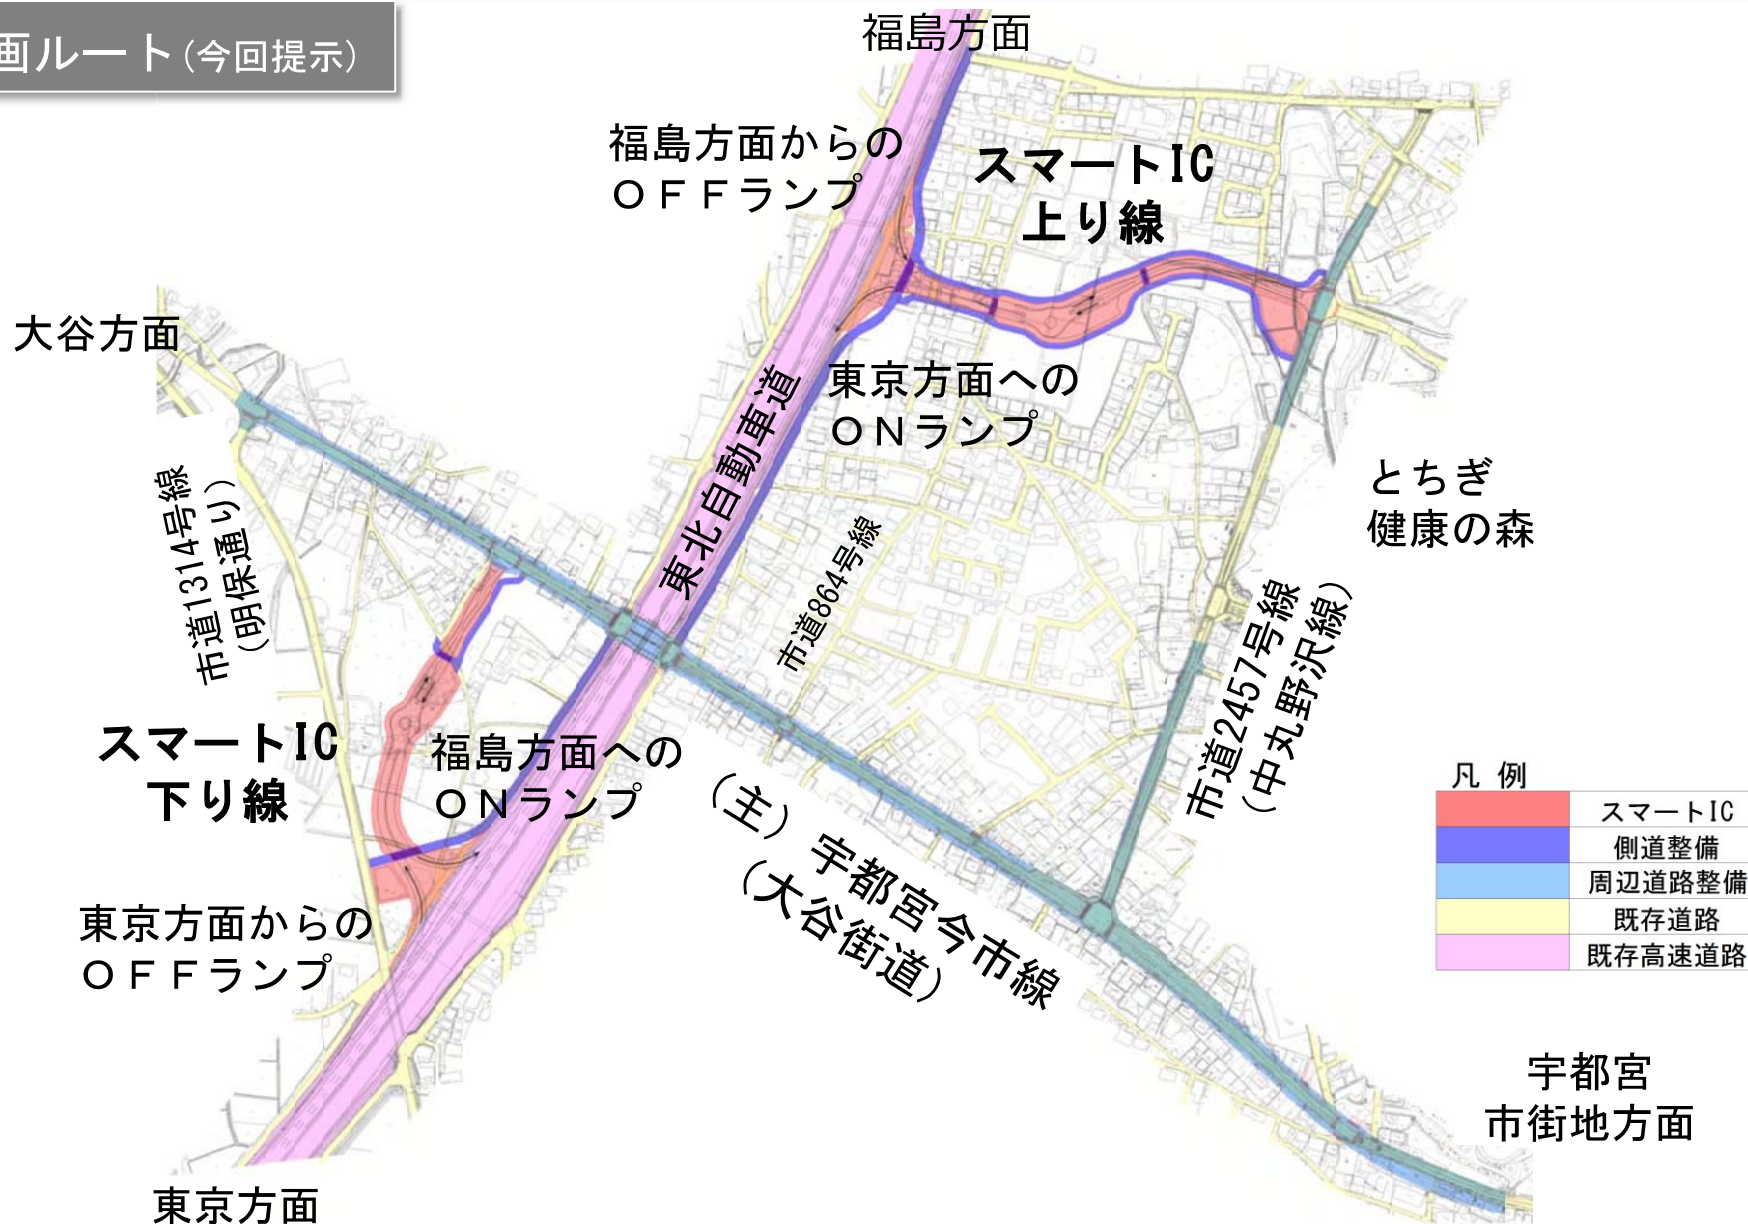 画ルート(今回提示)
福島方面
福島方面からの
ＯＦＦランプ
スマートIC
上り線
大谷方面
東京方面への
ＯＮランプ
東北自動車道
とちぎ
健康の森
市道1314号線
(明保通り)
市道864号線
市道2457号線
(中丸野沢線)
スマートIC
下り線
福島方面への
ＯＮランプ
(主) 宇都宮今市線
(大谷街道)
凡 例
スマートIC
側道整備
周辺道路整備
既存道路
既存高速道路
東京方面からの
ＯＦＦランプ
宇都宮
市街地方面
東京方面